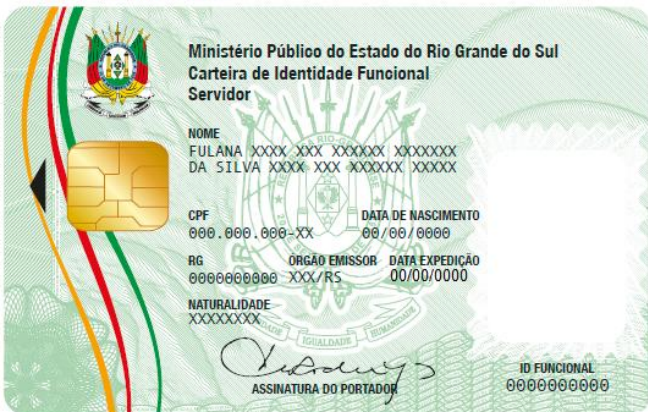 Ministério Público do Estado do Rio Grande do Sul
Carteira de Identidade Funcional
Servidor
NOME
FULANA XXXX XXX XXXXXX XXXXXXX
DA SILVA XXXX XXX XXXXXX XXXXX
CPF DATA DE NASCIMENTO
000.000.000-XX 00/00/0000
RG ÓRGÃO EMISSOR DATA EXPEDIÇÃO
0000000000 XXX/RS 00/00/0000
NATURALIDADE
XXXXXXXX
IGUALDADE HUMANIDADE
ASSINATURA DO PORTADOR
ID FUNCIONAL
0000000000